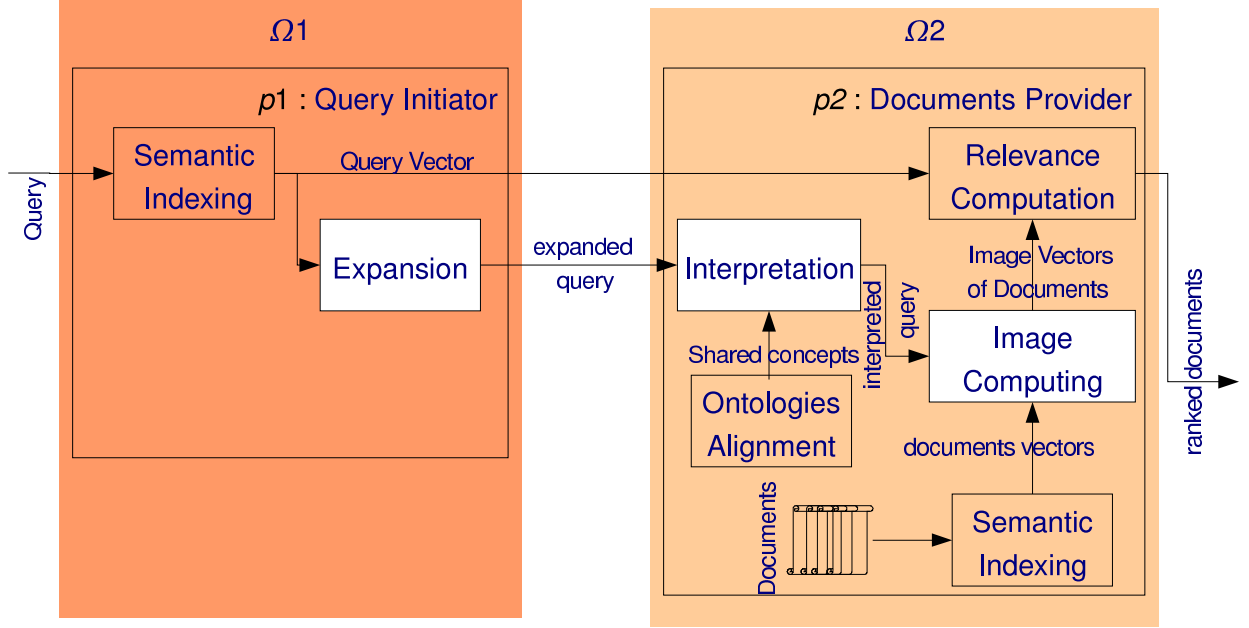 Ω1
p1 : Query Initiator
Query
Semantic
Indexing
Query Vector
Expansion
expanded
query
Ω2
p2 : Documents Provider
Relevance
Computation
Interpretation
Image Vectors
of Documents
interpreted
query
Shared concepts
Image
Computing
Ontologies
Alignment
documents vectors
Documents
Semantic
Indexing
ranked documents